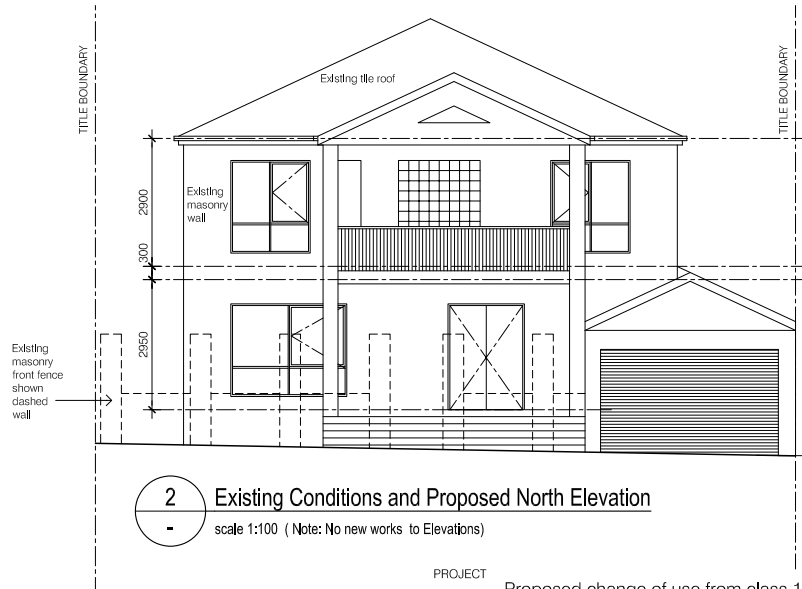 TITLE BOUNDARY
TITLE BOUNDARY
Existing tile roof
2900
Existing
masonry
wall
300
2950
Existing
masonry
front fence
shown
dashed
wall
2
-
Existing Conditions and Proposed North Elevation
scale 1:100 ( Note: No new works to Elevations)
PROJECT
Proposed change of use from class 1